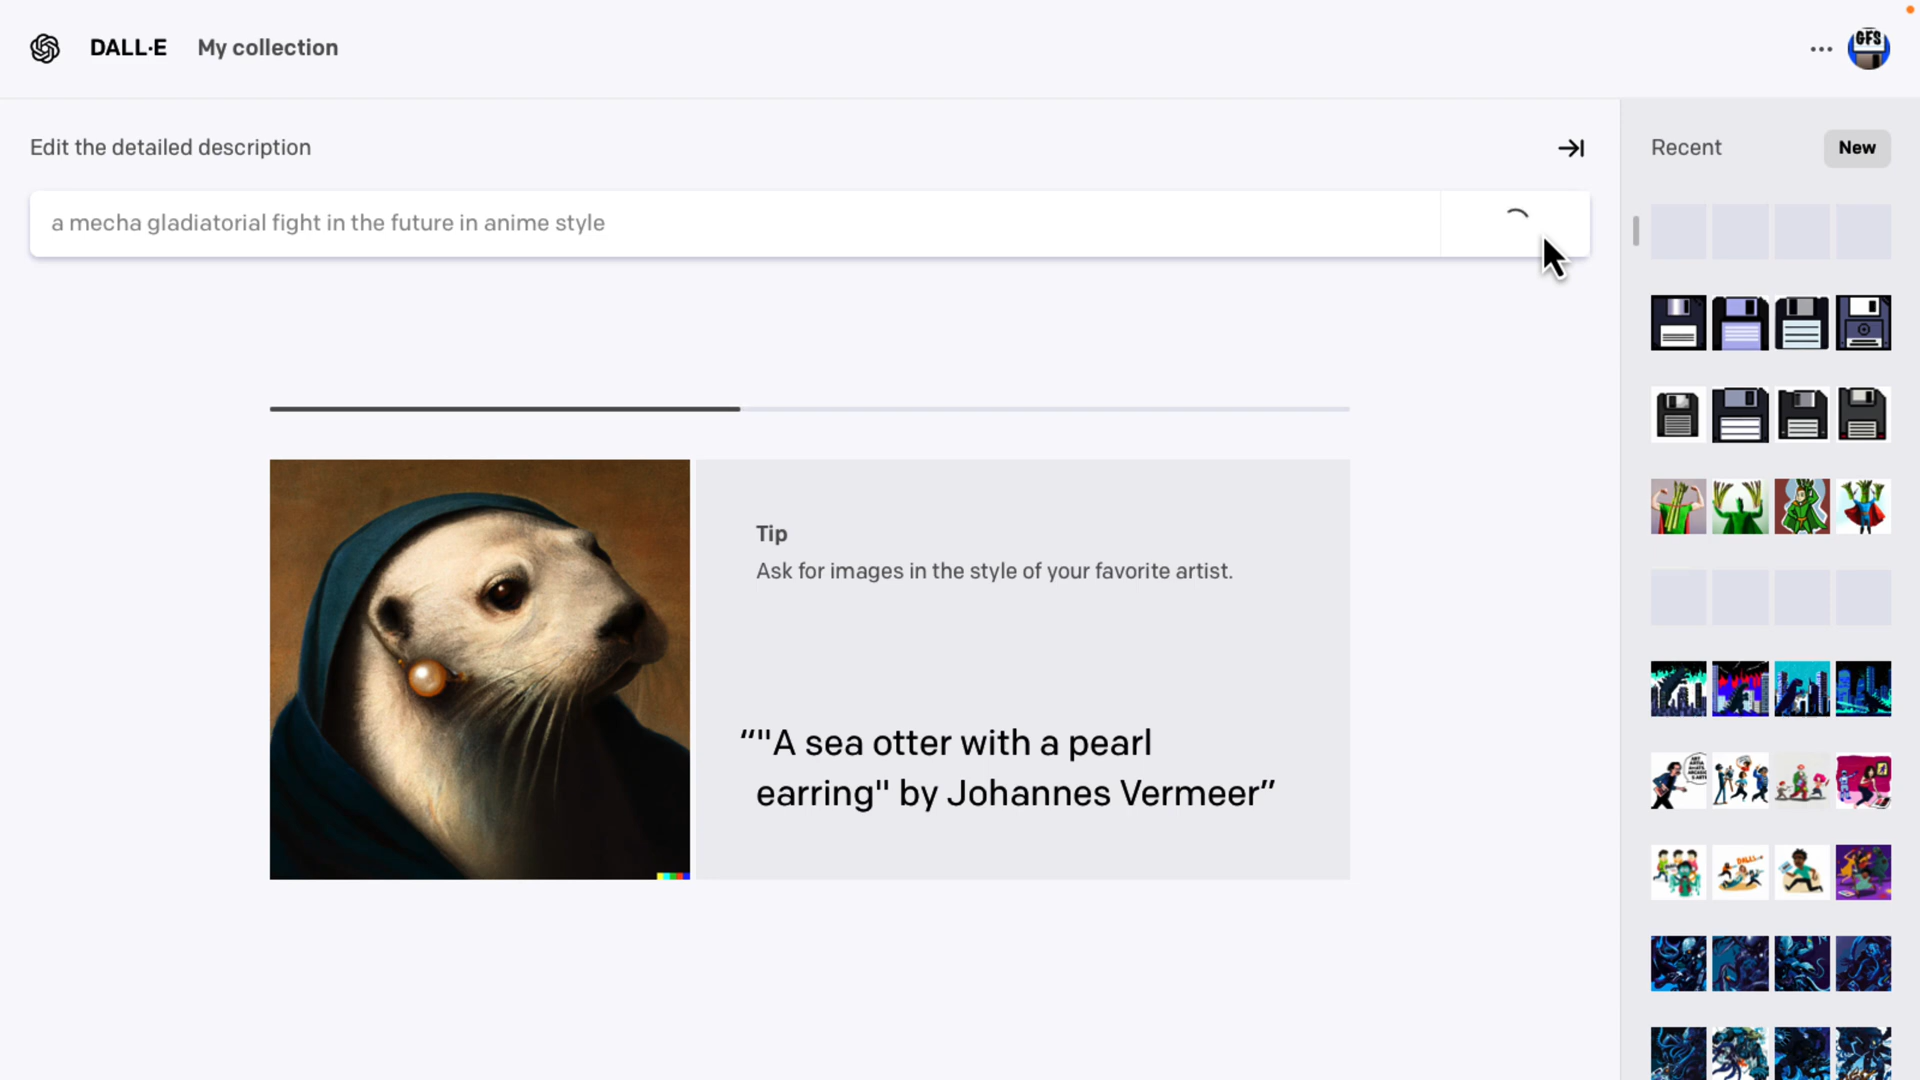 DALL·E My collection
GFS
Edit the detailed description
Recent
New
a mecha gladiatorial fight in the future in anime style
Tip
Ask for images in the style of your favorite artist.
“"A sea otter with a pearl
earring" by Johannes Vermeer”